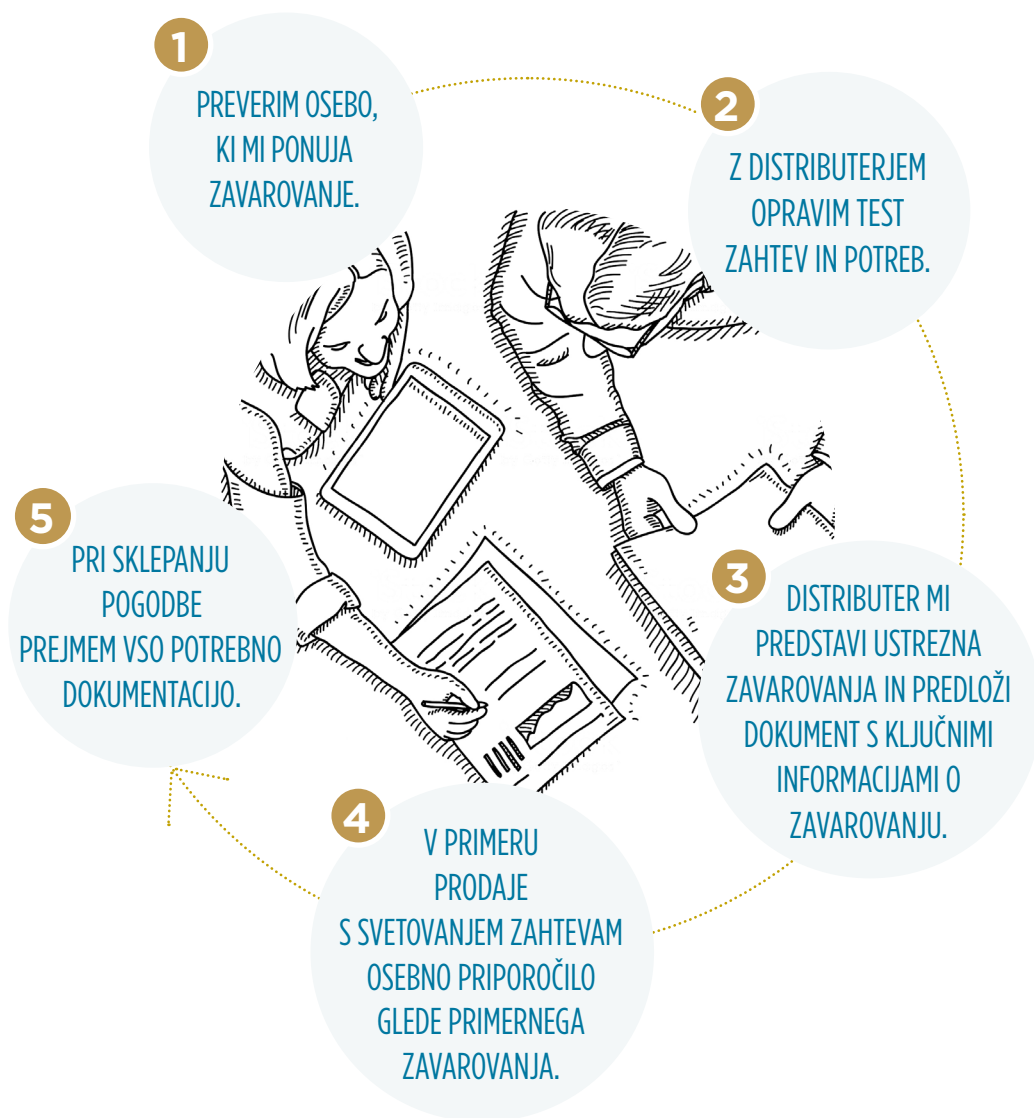 1
PREVERIM OSEBO,
KI MI PONUJA
ZAVAROVANJE.
2
Z DISTRIBUTERJEM
OPRAVIM TEST
ZAHTEV IN POTREB.
3
DISTRIBUTER MI
PREDSTAVI USTREZNA
ZAVAROVANJA IN PREDLOŽI
DOKUMENT S KLJUČNIMI
INFORMACIJAMI O
ZAVAROVANJU.
4
V PRIMERU
PRODAJE
S SVETOVANJEM ZAHTEVAM
OSEBNO PRIPOROČILO
GLEDE PRIMERNEGA
ZAVAROVANJA.
5
PRI SKLEPANJU
POGODBE
PREJMEM VSO POTREBNO
DOKUMENTACIJO.